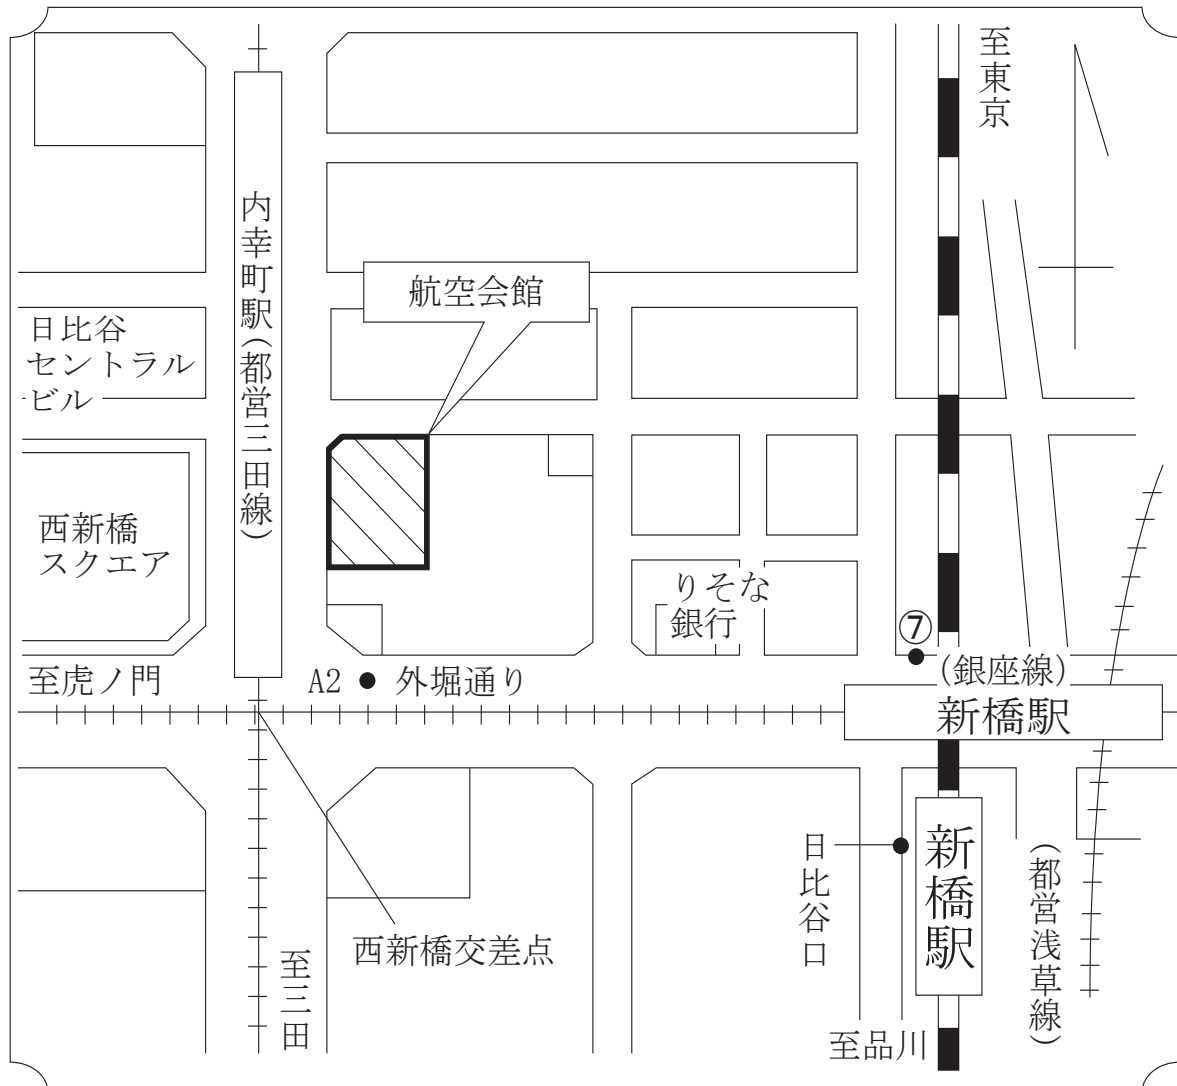 至東京
内幸町駅(都営三田線)
航空会館
日比谷
セントラル
ビル
西新橋
スクエア
りそな
銀行
⑦
(銀座線)
新橋駅
至虎ノ門
A2
外堀通り
日比谷口
新橋駅
(都営浅草線)
西新橋交差点
至三田
至品川